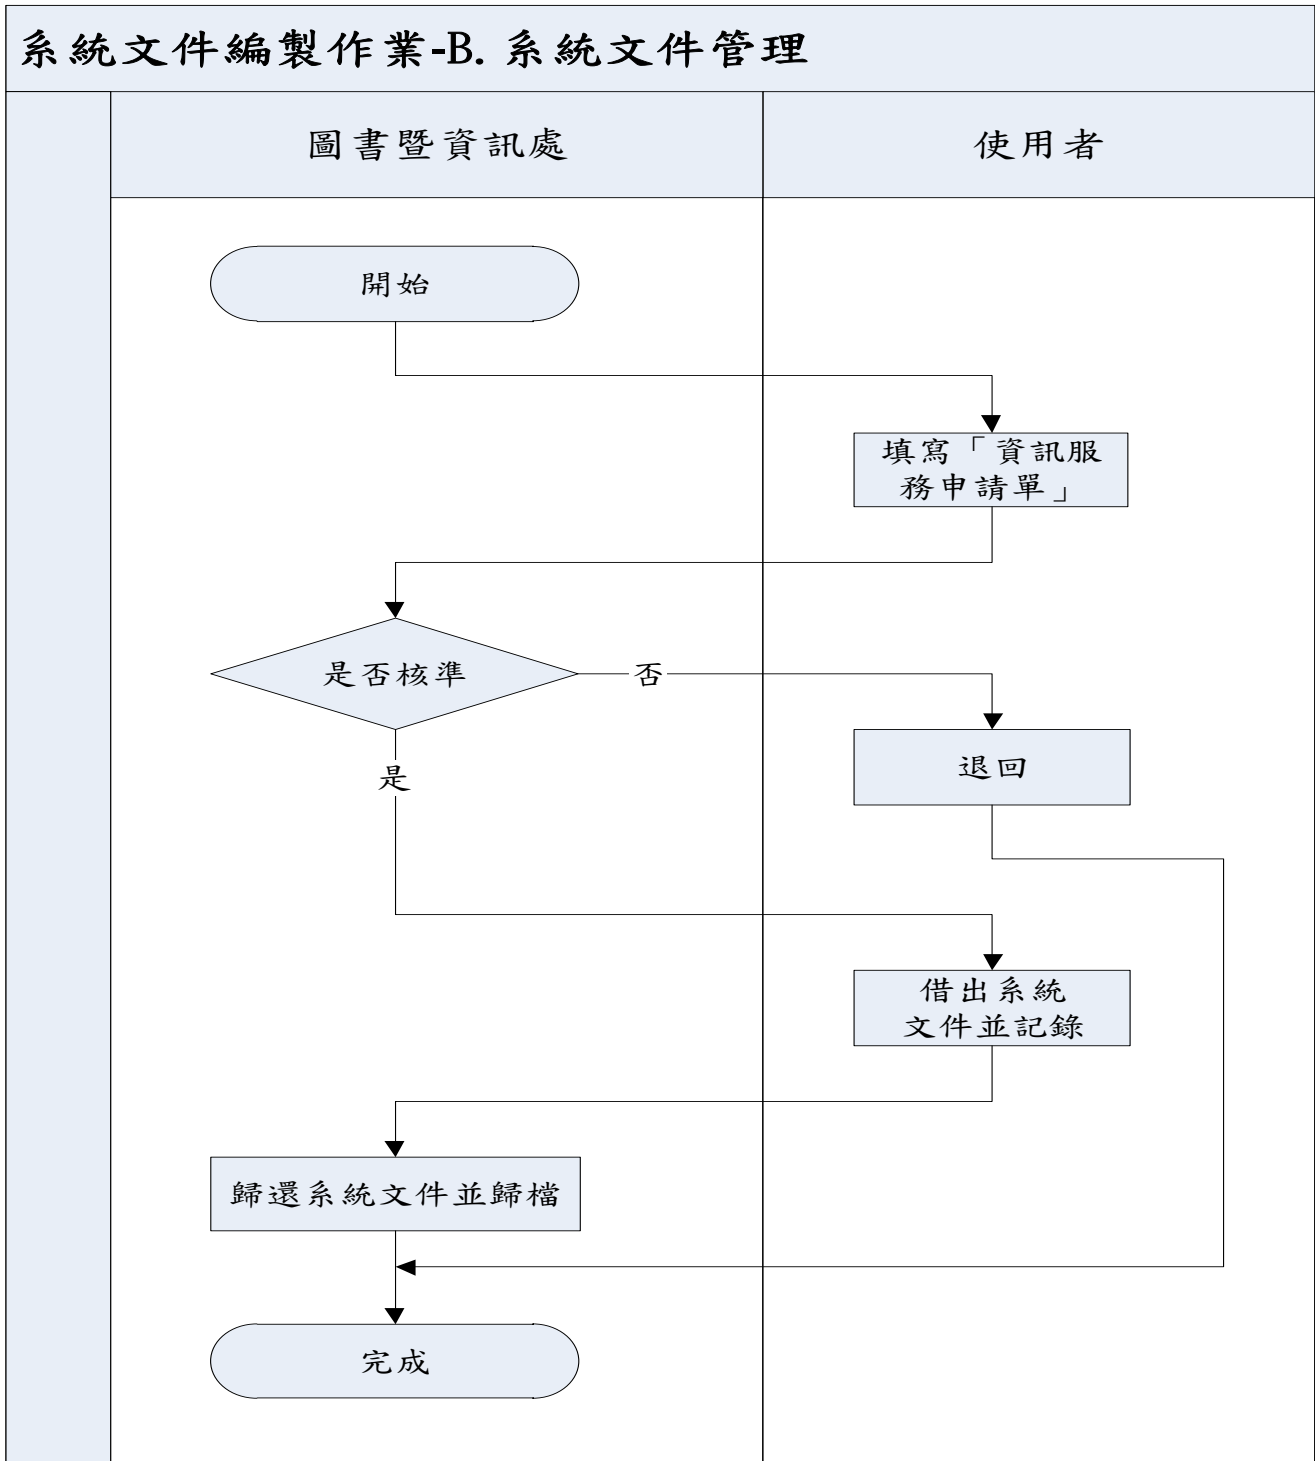 系統文件編製作業-B. 系統文件管理
圖書暨資訊處
使用者
開始
填寫「資訊服
務申請單」
是否核準
否
退回
是
借出系統
文件並記錄
歸還系統文件並歸檔
完成